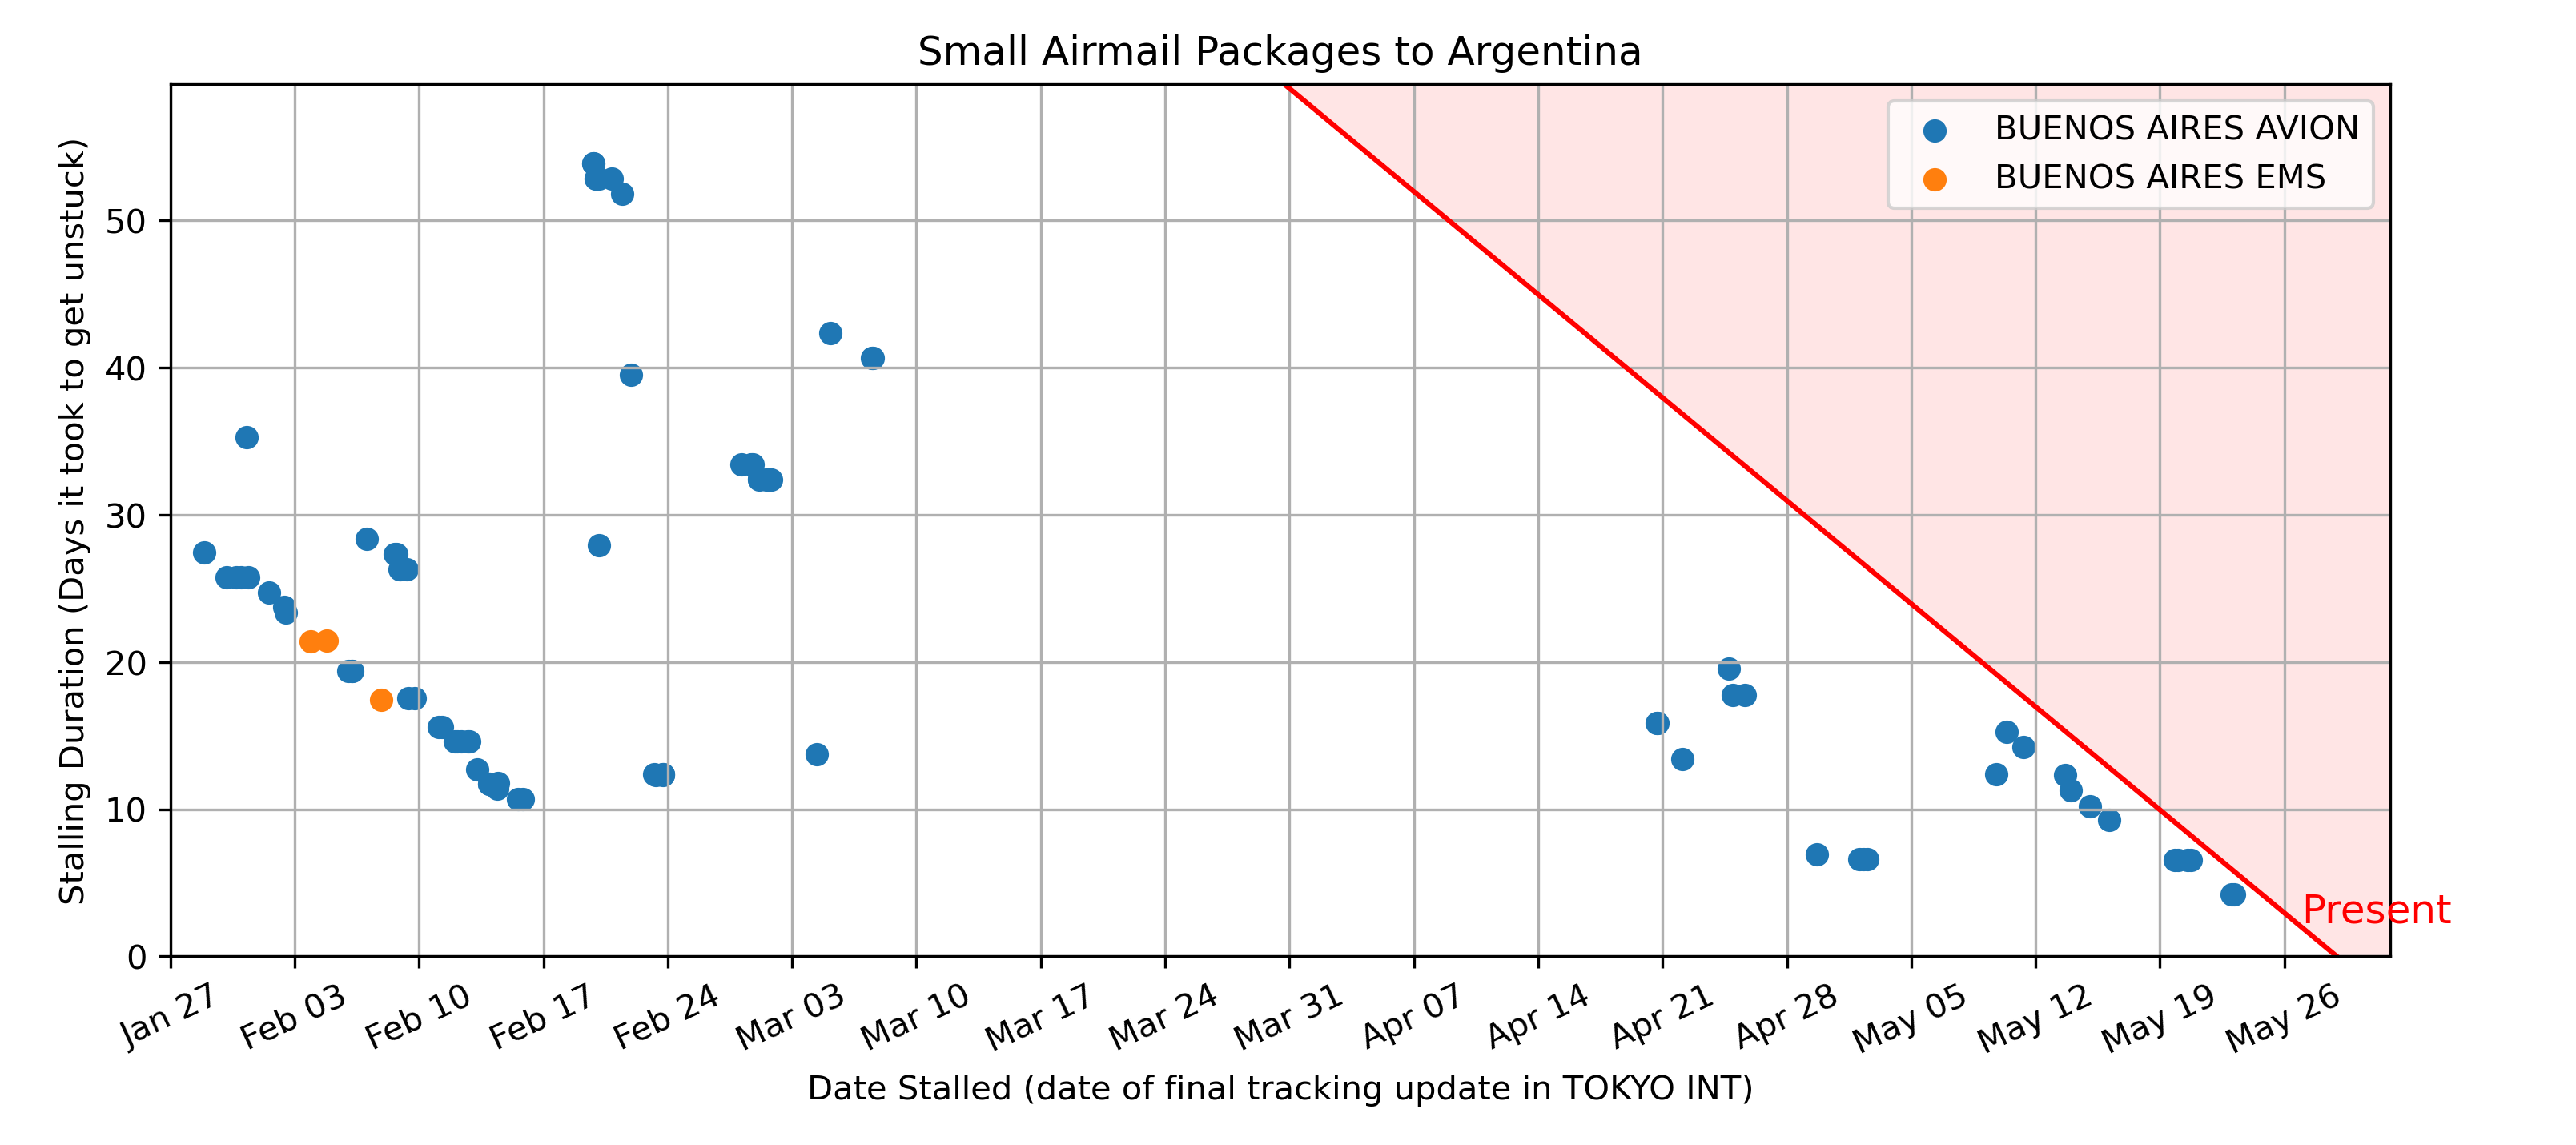 Small Airmail Packages to Argentina
BUENOS AIRES AVION
BUENOS AIRES EMS
Stalling Duration (Days it took to get unstuck)
50
40
30
20
10
0
Present
Jan 27
Feb 03
Feb 10
Feb 17
Feb 24
Mar 03
Mar 10
Mar 17
Mar 24
Mar 31
Apr 07
Apr 14
Apr 21
Apr 28
May 05
May 12
May 19
May 26
Date Stalled (date of final tracking update in TOKYO INT)